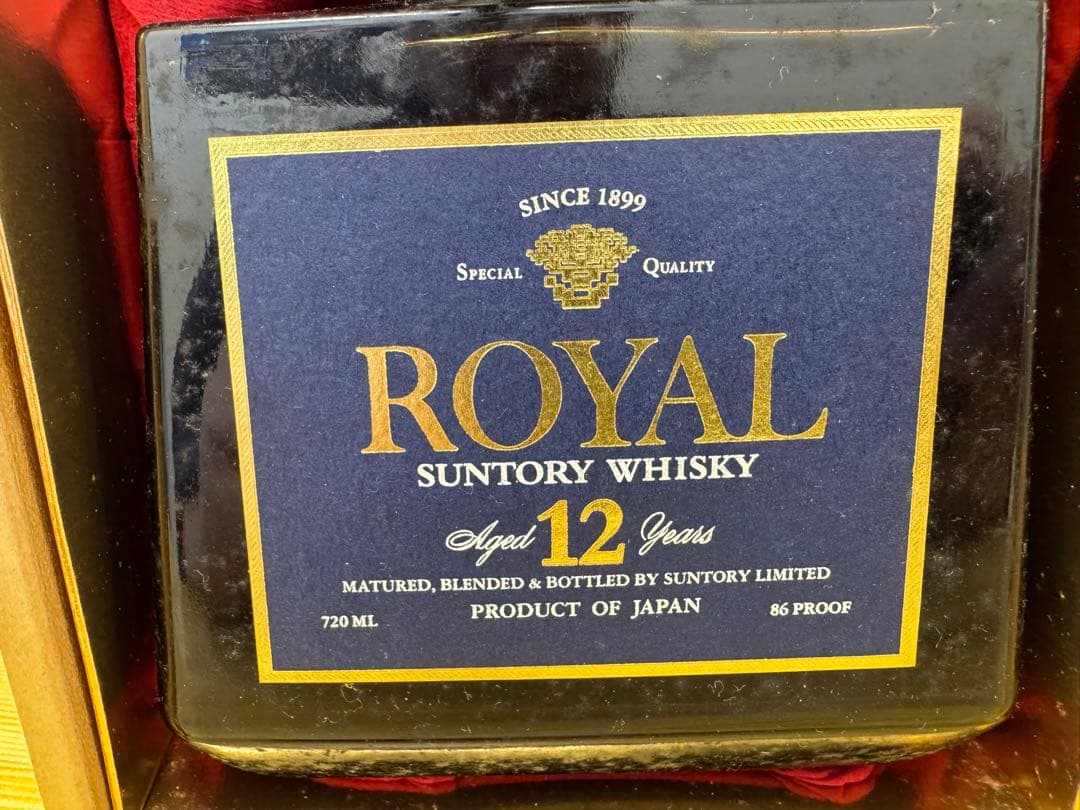 SINCE 1899
SPECIAL QUALITY
ROYAL
SUNTORY WHISKY
Aged 12 Years
MATURED, BLENDED & BOTTLED BY SUNTORY LIMITED
720 ML PRODUCT OF JAPAN 86 PROOF